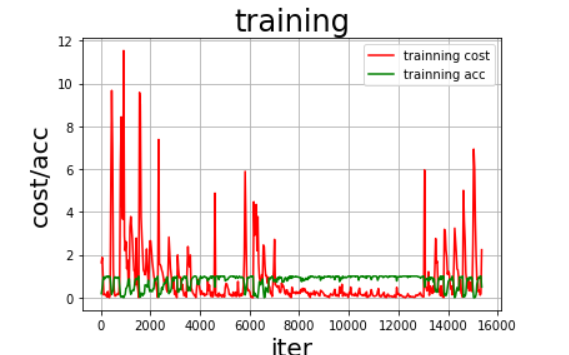 training
12
10
8
6
4
2
0
cost/acc
trainning cost
trainning acc
0 2000 4000 6000 8000 10000 12000 14000 16000
iter